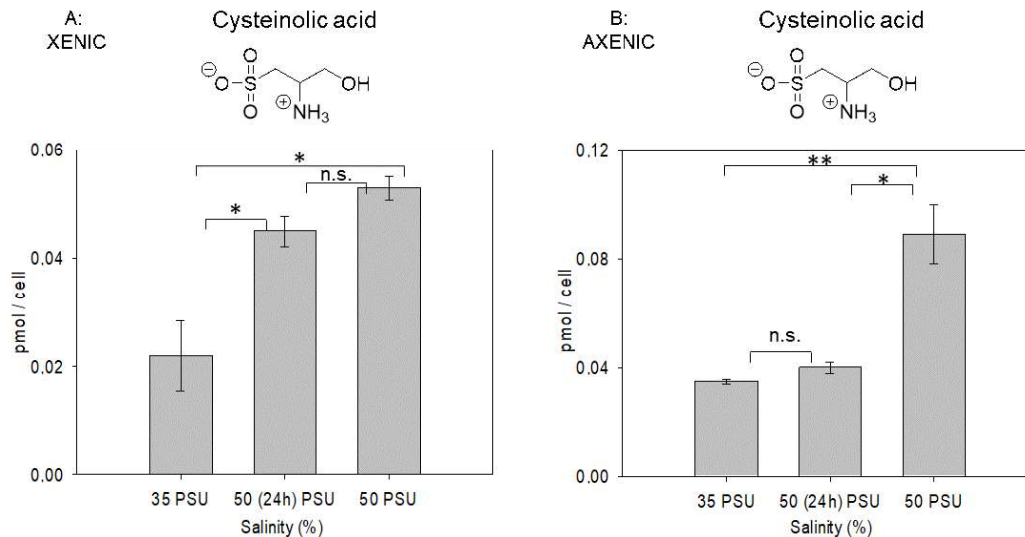 A:
XENIC
Cysteinolic acid
⊖
O
O
S
O
OH
⊕
NH3
0.06
0.04
0.02
0.00
pmol / cell
*
*
n.s.
35 PSU
50 (24h) PSU
50 PSU
Salinity (%)
B:
AXENIC
Cysteinolic acid
⊖
O
O
S
O
OH
⊕
NH3
0.12
0.08
0.04
0.00
pmol / cell
**
*
n.s.
35 PSU
50 (24h) PSU
50 PSU
Salinity (%)